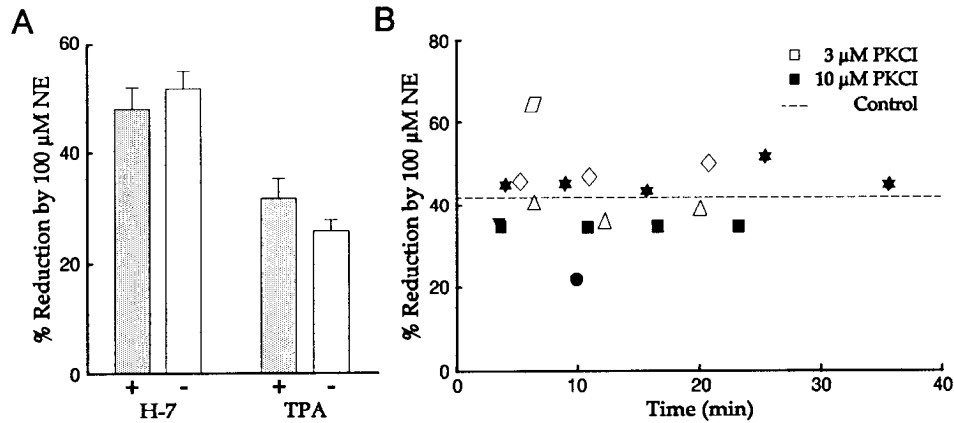 A
% Reduction by 100 µM NE
60
40
20
0
+ - + -
H-7 TPA
B
% Reduction by 100 µM NE
80
60
40
20
0
3 µM PKCI
10 µM PKCI
Control
0 10 20 30 40
Time (min)